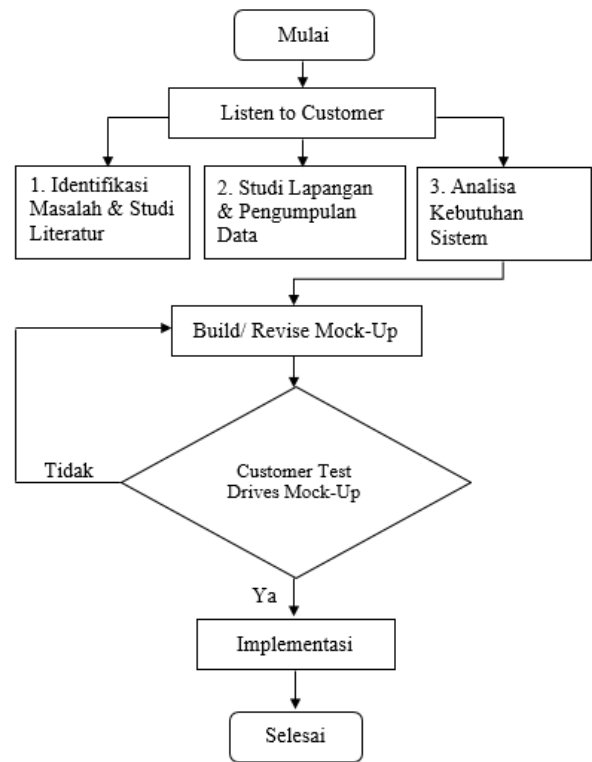 Mulai
Listen to Customer
1. Identifikasi
Masalah & Studi
Literatur
2. Studi Lapangan
& Pengumpulan
Data
3. Analisa
Kebutuhan
Sistem
Build/ Revise Mock-Up
Tidak
Customer Test
Drives Mock-Up
Ya
Implementasi
Selesai